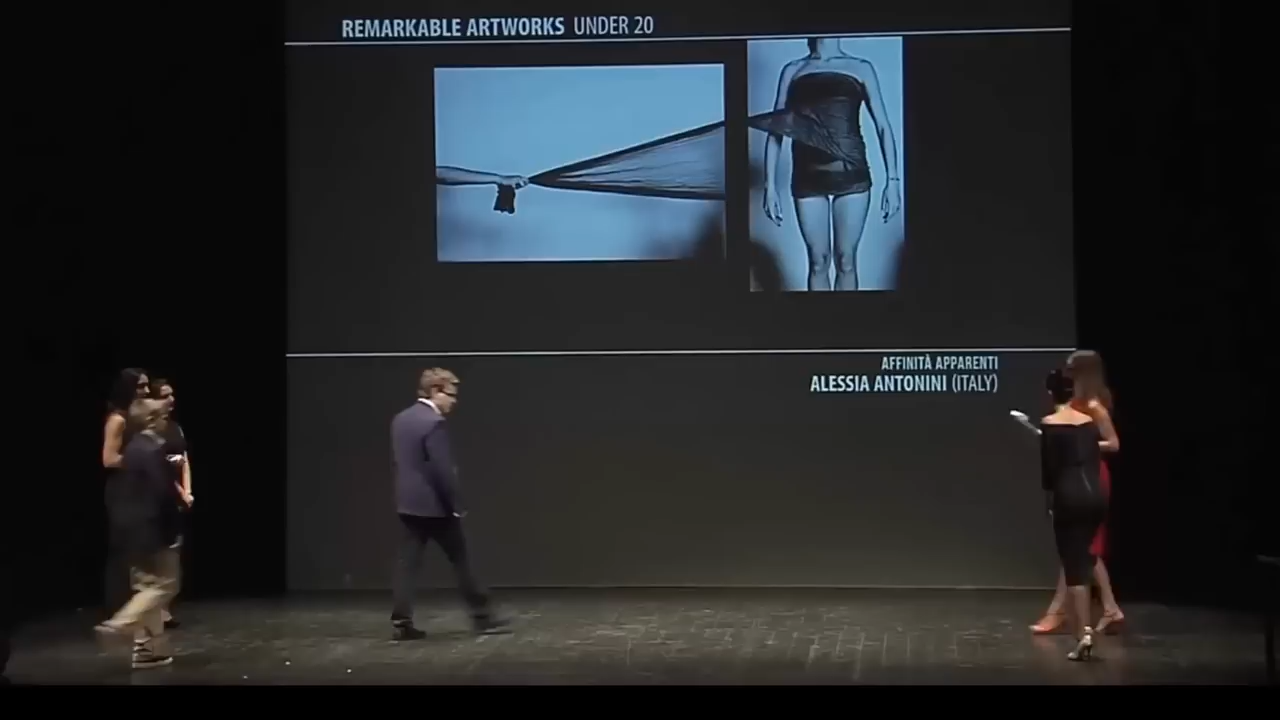 REMARKABLE ARTWORKS UNDER 20
AFFINITÀ APPARENTI
ALESSIA ANTONINI (ITALY)